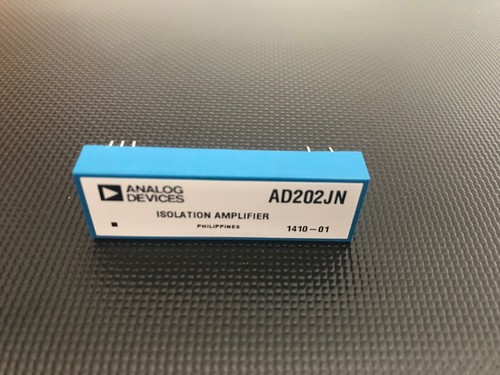 ANALOG
DEVICES
AD202JN
ISOLATION AMPLIFIER
PHILIPPINES
1410-01